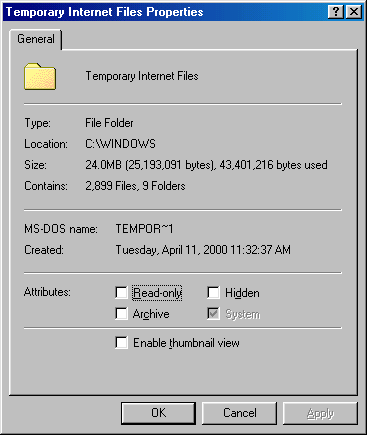 Temporary Internet Files Properties
General
Temporary Internet Files
Type: File Folder
Location: C:\WINDOWS
Size: 24.0MB (25,193,091 bytes), 43,401,216 bytes used
Contains: 2,899 Files, 9 Folders
MS-DOS name: TEMPOR~1
Created: Tuesday, April 11, 2000 11:32:37 AM
Attributes: Read-only Hidden
Archive System
Enable thumbnail view
OK Cancel Apply